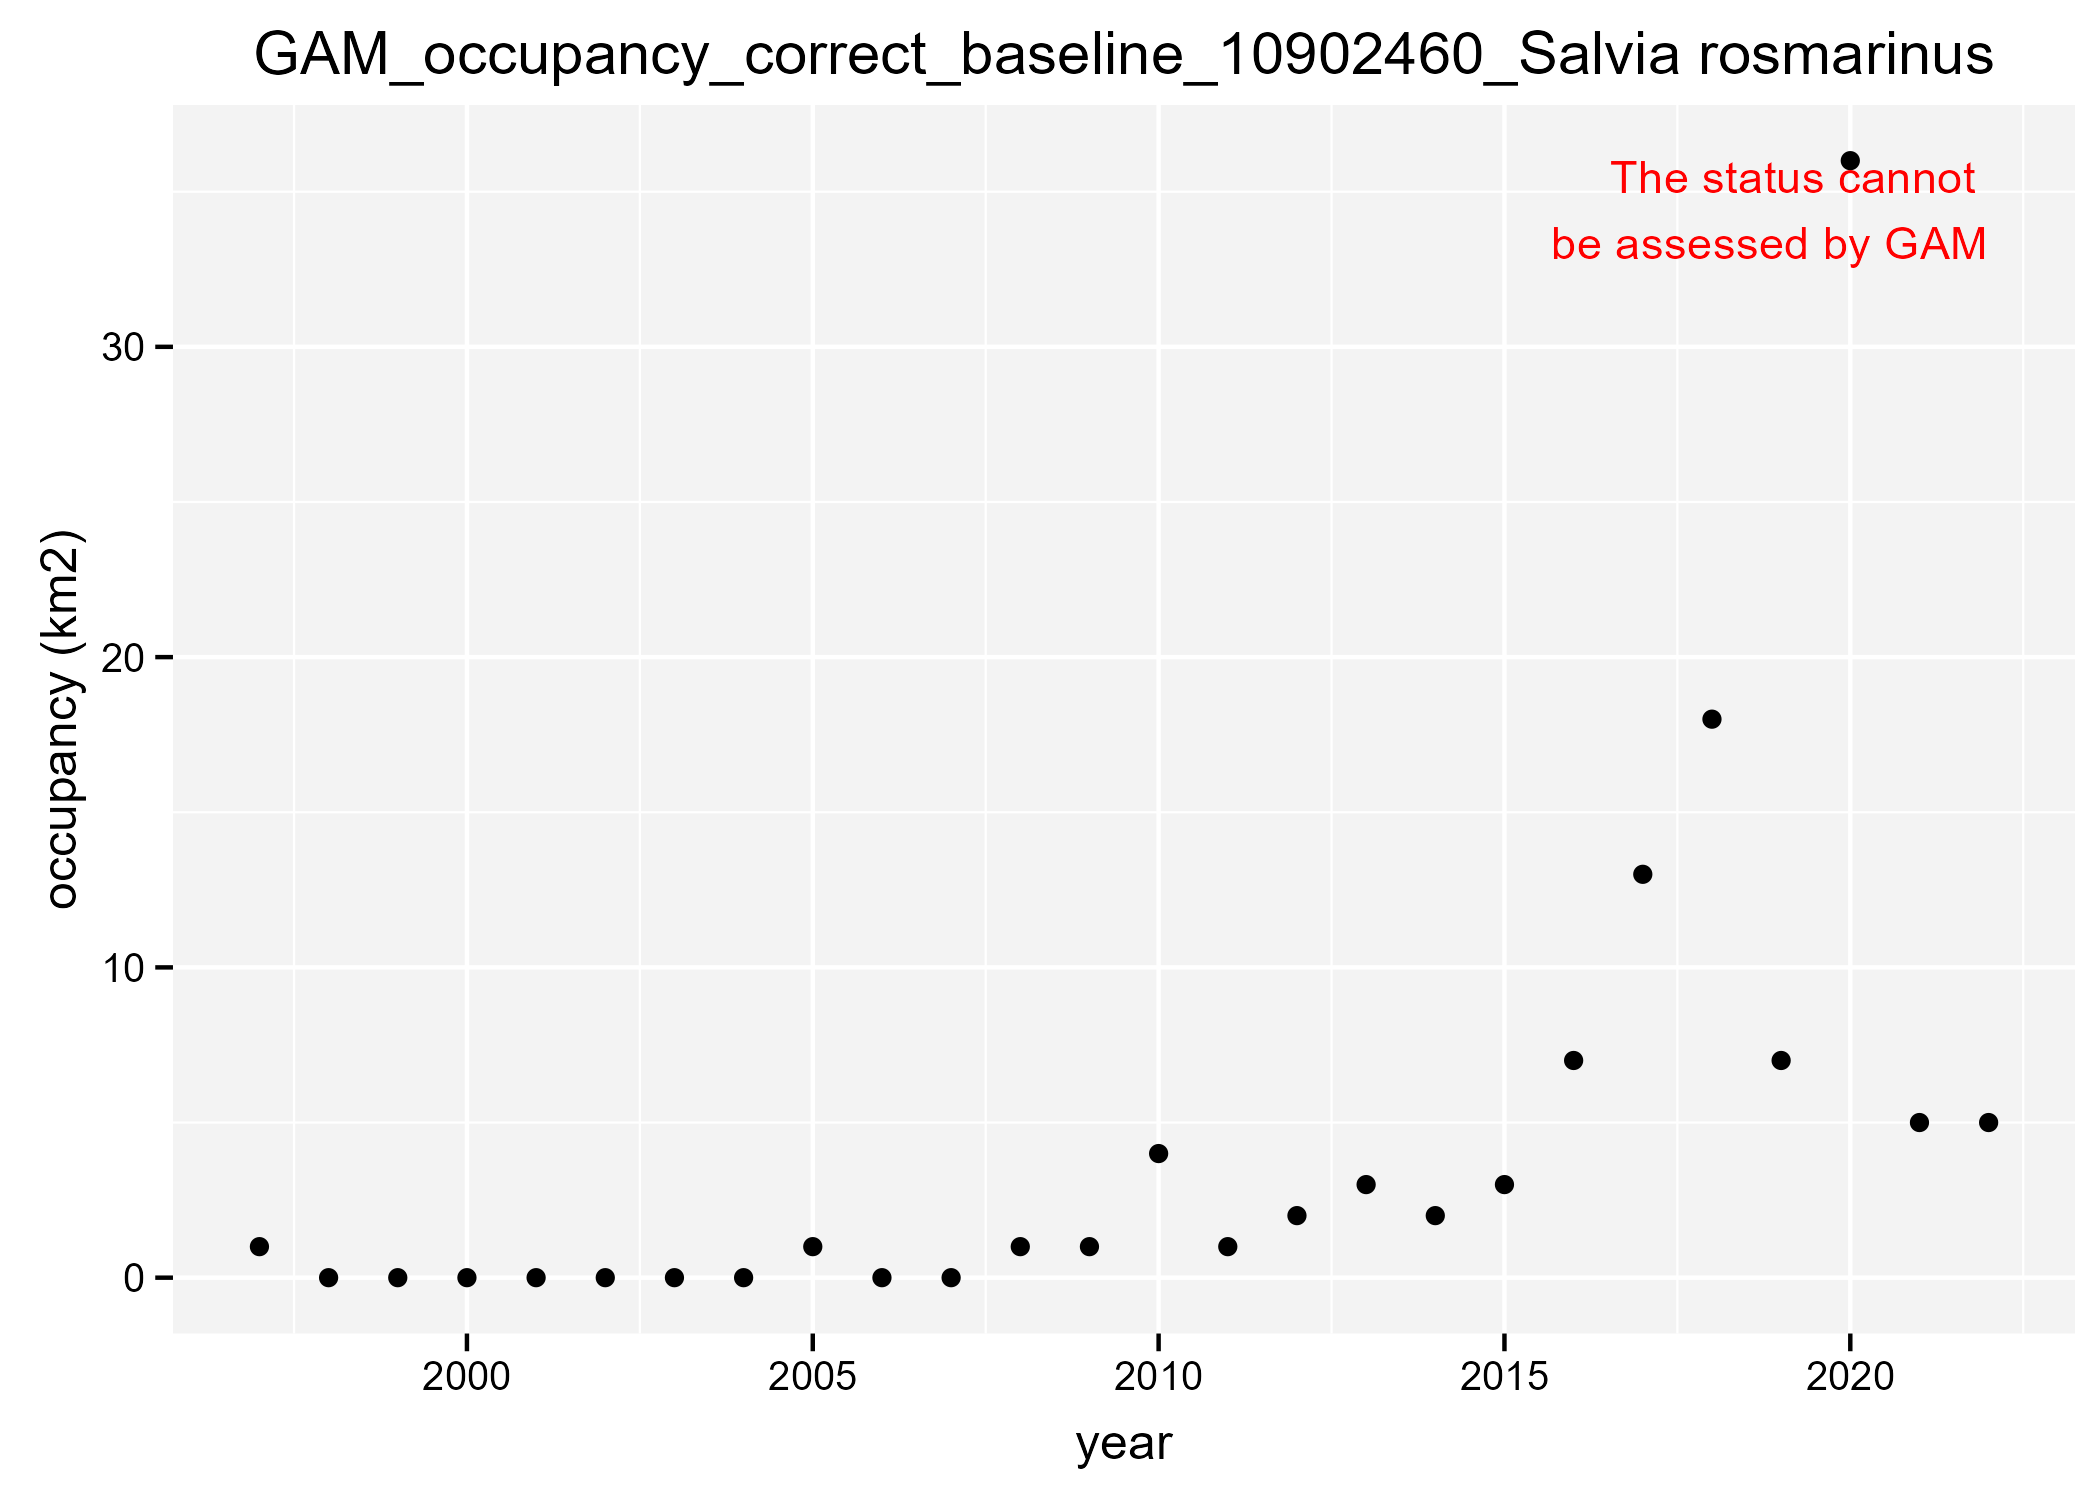 GAM_occupancy_correct_baseline_10902460_Salvia rosmarinus
The status cannot
be assessed by GAM
occupancy (km2)
30
20
10
0
2000 2005 2010 2015 2020
year